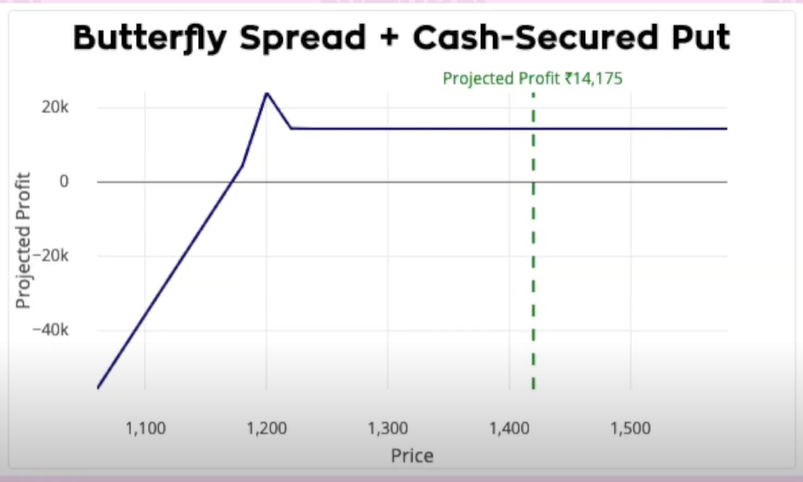 Butterfly Spread + Cash-Secured Put
Projected Profit ₹14,175
20k
0
−20k
−40k
Projected Profit
1,100 1,200 1,300 1,400 1,500
Price